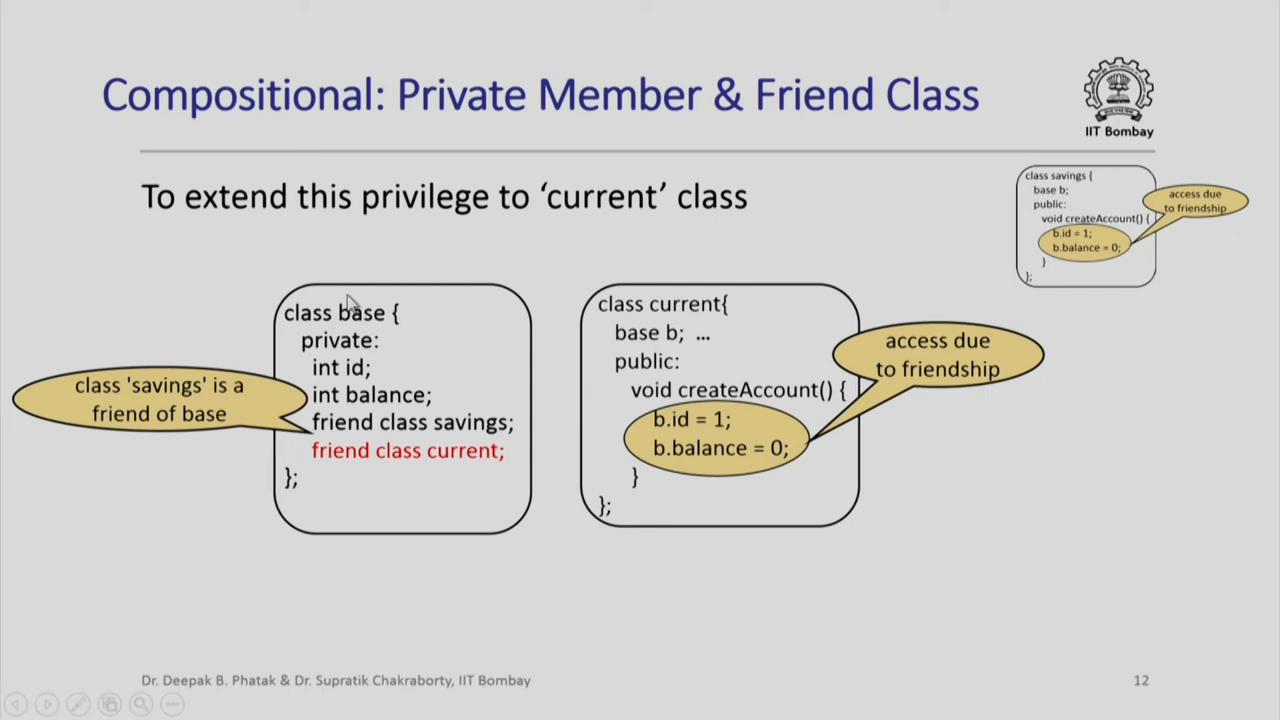 Compositional: Private Member & Friend Class
IIT Bombay
To extend this privilege to ‘current’ class
class savings {
base b;
public:
void createAccount() {
b.id = 1;
b.balance = 0;
}
};
access due
to friendship
class base {
private:
int id;
int balance;
friend class savings;
friend class current;
};
class 'savings' is a
friend of base
class current{
base b; ...
public:
void createAccount() {
b.id = 1;
b.balance = 0;
}
};
access due
to friendship
Dr. Deepak B. Phatak & Dr. Supratik Chakraborty, IIT Bombay
12